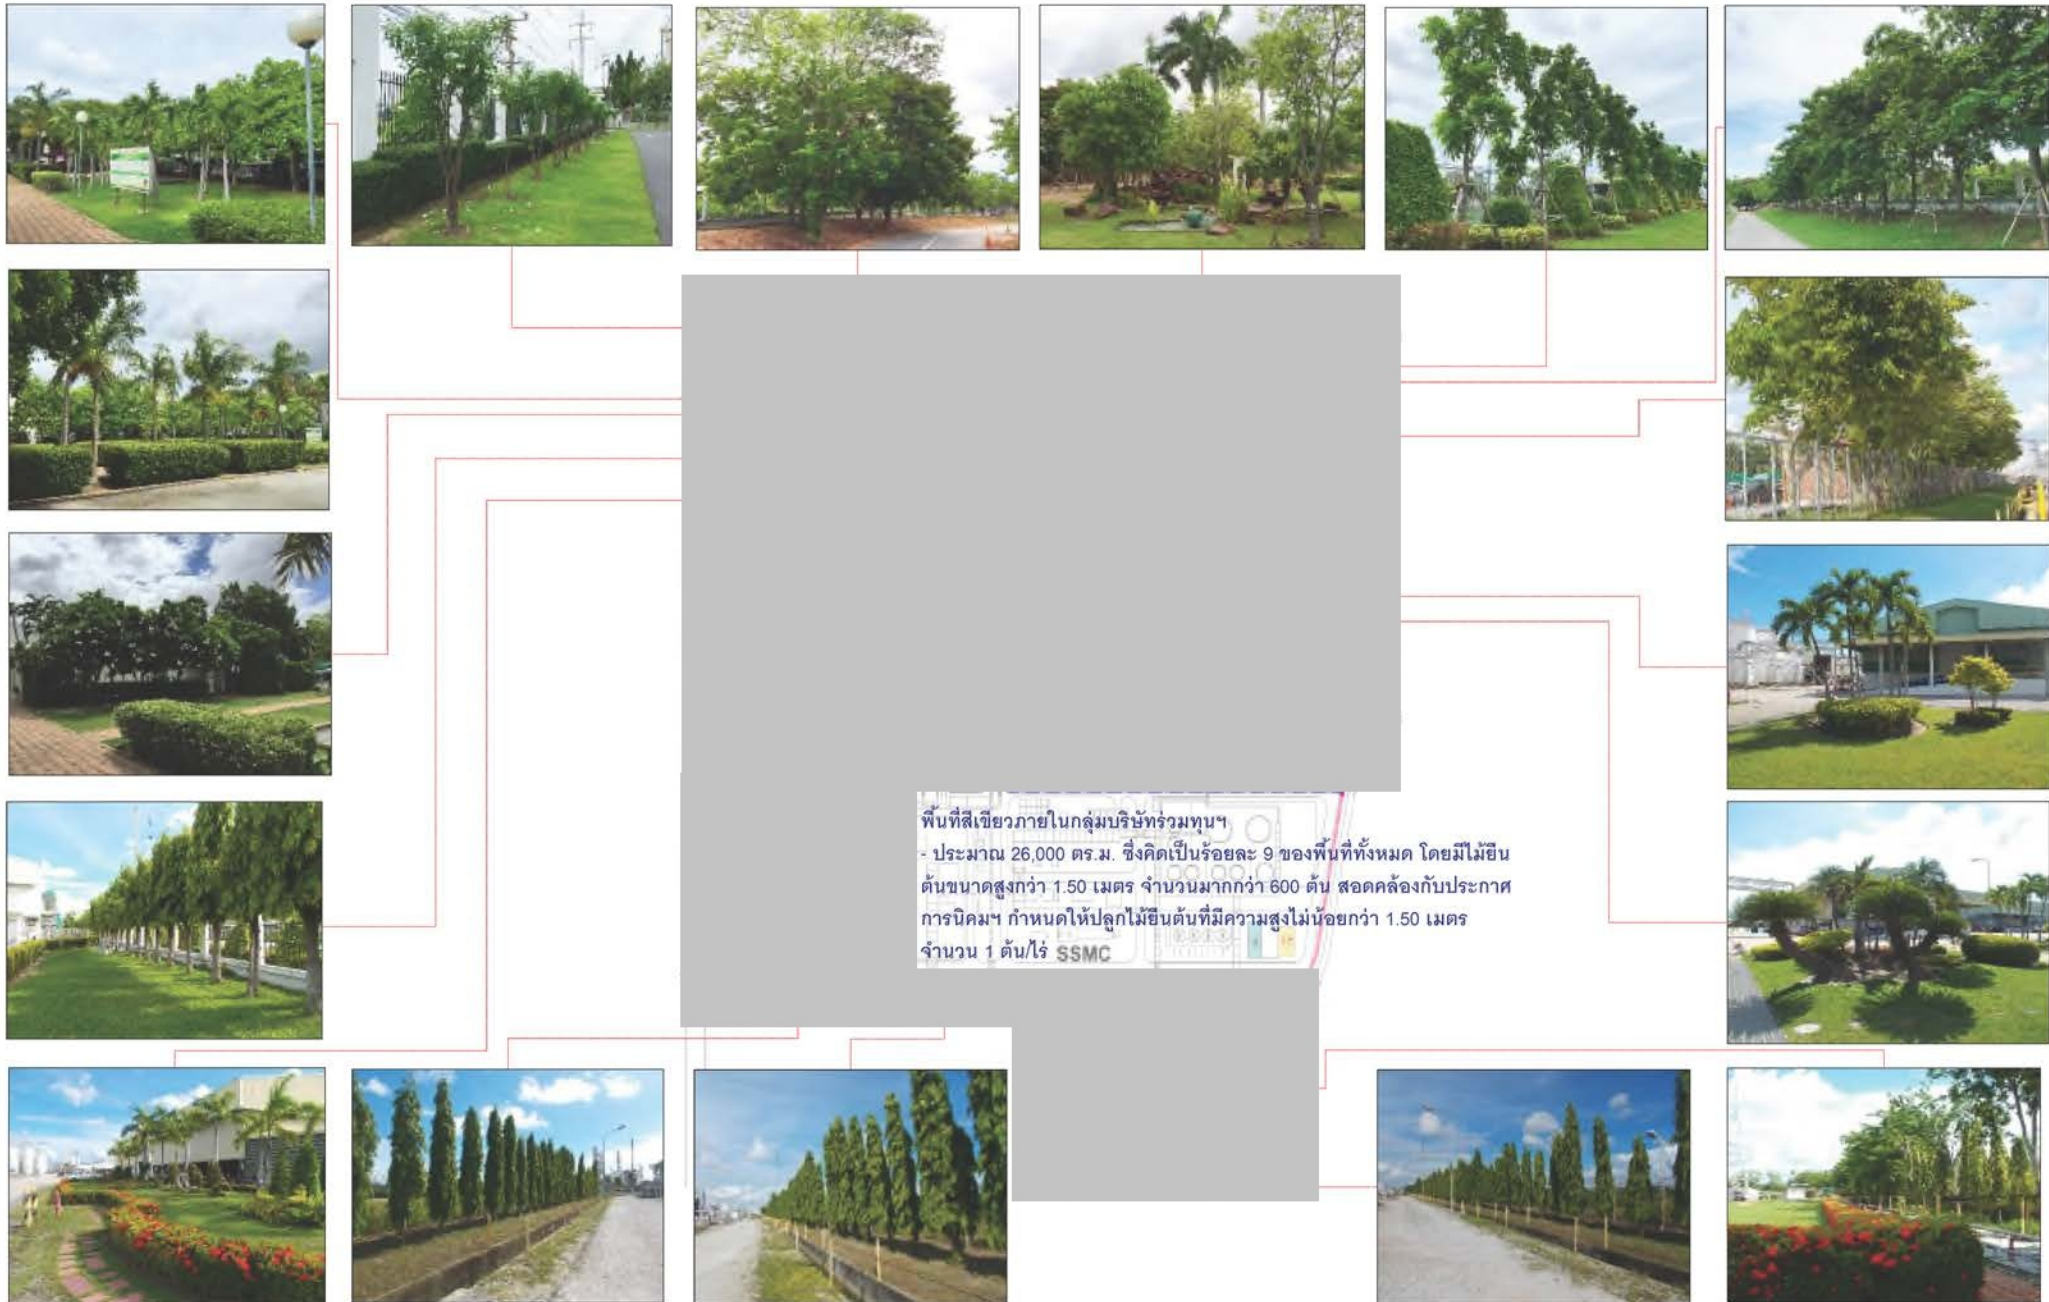 พื้นที่สีเขียวภายในกลุ่มบริษัทร่วมทุนฯ
- ประมาณ 26,000 ตร.ม. ซึ่งคิดเป็นร้อยละ 9 ของพื้นที่ทั้งหมด โดยมีไม้ยืน
ต้นขนาดสูงกว่า 1.50 เมตร จำนวนมากกว่า 600 ต้น สอดคล้องกับประกาศ
การนิคมฯ กำหนดให้ปลูกไม้ยืนต้นที่มีความสูงไม่น้อยกว่า 1.50 เมตร
จำนวน 1 ต้น/ไร่ SSMC